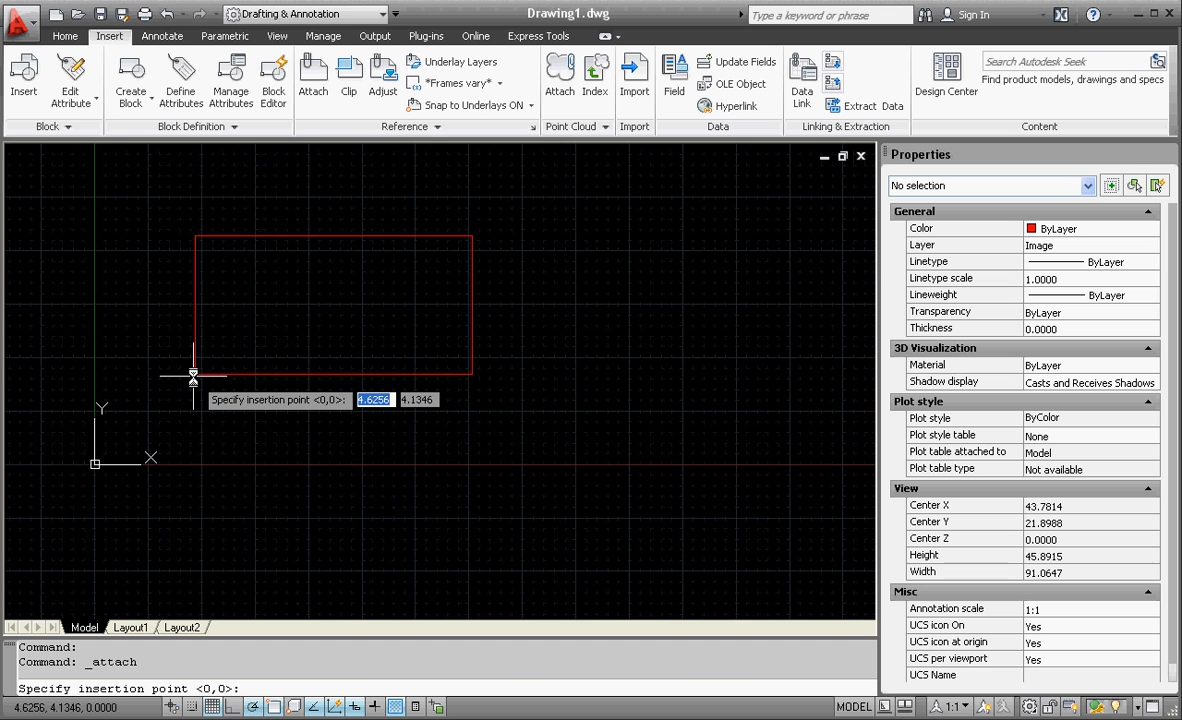 Drafting & Annotation
Drawing1.dwg
Type a keyword or phrase
Sign In
Home
Insert
Annotate
Parametric
View
Manage
Output
Plug-ins
Online
Express Tools
Insert
Edit
Attribute
Create
Block
Define
Attributes
Manage
Attributes
Block
Editor
Attach
Clip
Adjust
Underlay Layers
*Frames vary*
Snap to Underlays ON
Attach
Index
Import
Field
Update Fields
OLE Object
Hyperlink
Data
Link
Extract Data
Design Center
Search Autodesk Seek
Find product models, drawings and specs
Block
Block Definition
Reference
Point Cloud
Import
Data
Linking & Extraction
Content
Specify insertion point <0,0>:
4.6256
4.1346
Y
X
Properties
No selection
General
Color ByLayer
Layer Image
Linetype ByLayer
Linetype scale 1.0000
Lineweight ByLayer
Transparency ByLayer
Thickness 0.0000
3D Visualization
Material ByLayer
Shadow display Casts and Receives Shadows
Plot style
Plot style ByColor
Plot style table None
Plot table attached to Model
Plot table type Not available
View
Center X 43.7814
Center Y 21.8988
Center Z 0.0000
Height 45.8915
Width 91.0647
Misc
Annotation scale 1:1
UCS icon On Yes
UCS icon at origin Yes
UCS per viewport Yes
UCS Name
Model
Layout1
Layout2
Command:
Command: _attach
Specify insertion point <0,0>:
4.6256, 4.1346, 0.0000
MODEL
1:1